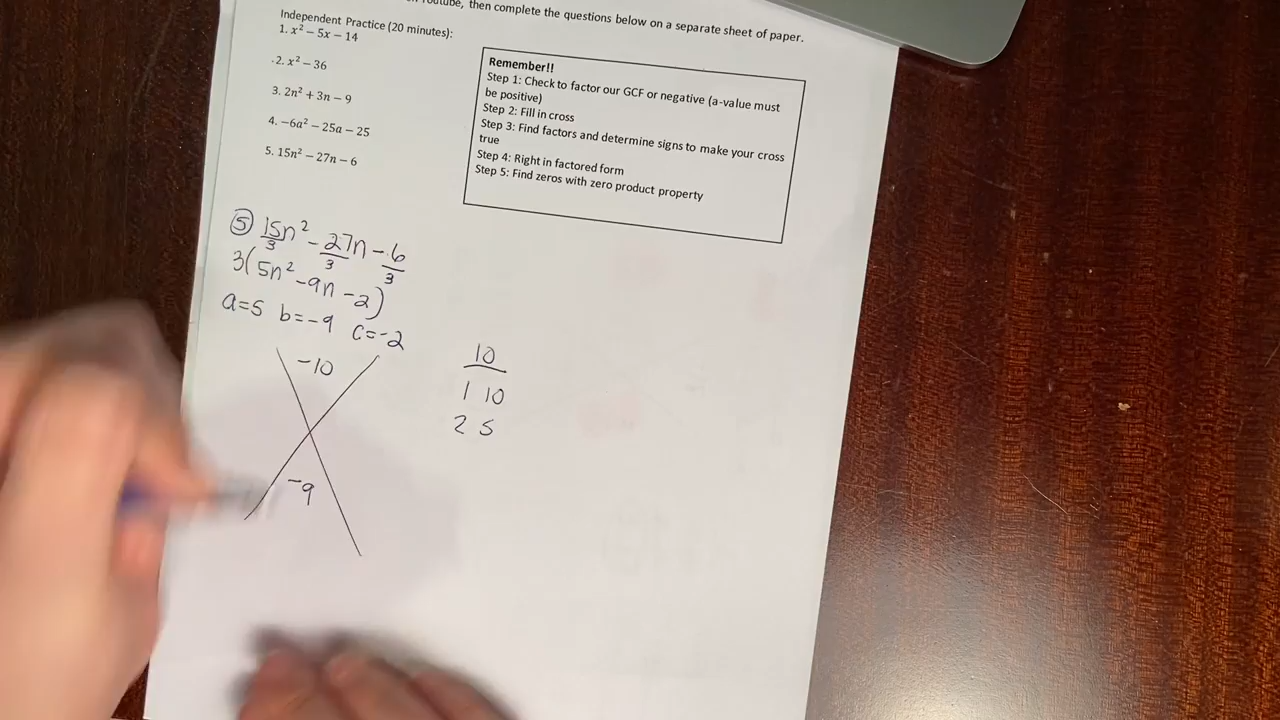 , then complete the questions below on a separate sheet of paper.
Independent Practice (20 minutes):
1. x² − 5x − 14
2. x² − 36
3. 2n² + 3n − 9
4. −6a² − 25a − 25
5. 15n² − 27n − 6
Remember!!
Step 1: Check to factor our GCF or negative (a-value must
be positive)
Step 2: Fill in cross
Step 3: Find factors and determine signs to make your cross
true
Step 4: Right in factored form
Step 5: Find zeros with zero product property
⑤ 15n² − 27n − 6
3 3 3
3(5n² − 9n − 2)
a=5 b=−9 c=−2
−10
−9
10
1 10
2 5